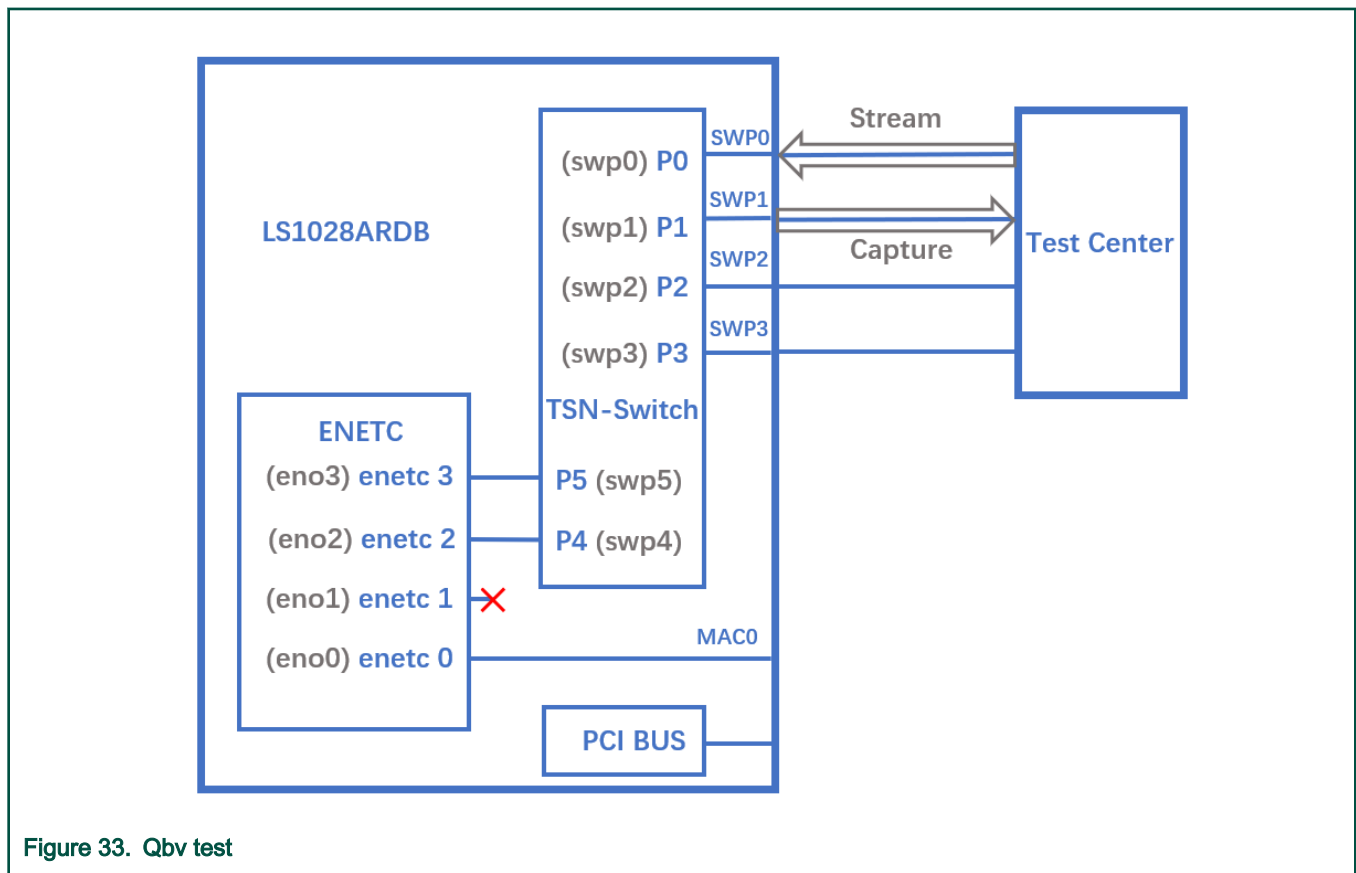 LS1028ARDB
(swp0) P0
(swp1) P1
(swp2) P2
(swp3) P3
TSN-Switch
P5 (swp5)
P4 (swp4)
SWP0
SWP1
SWP2
SWP3
Stream
Capture
Test Center
ENETC
(eno3) enetc 3
(eno2) enetc 2
(eno1) enetc 1
(eno0) enetc 0
MAC0
PCI BUS
Figure 33. Qbv test